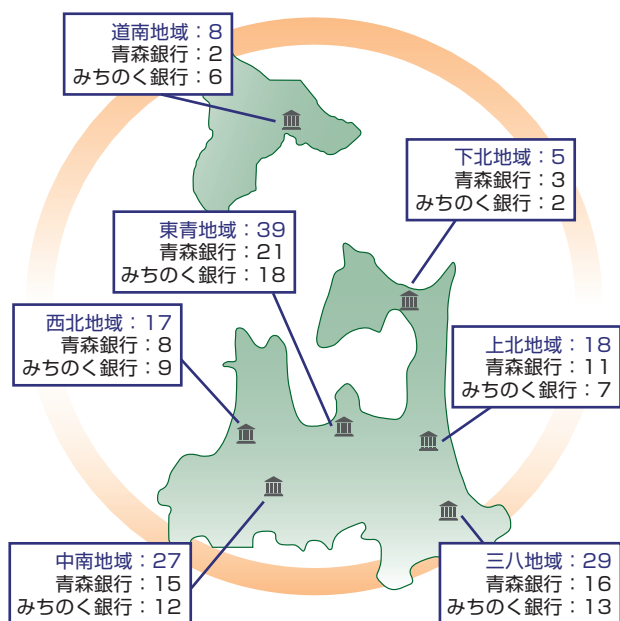 道南地域：8
青森銀行：2
みちのく銀行：6
下北地域：5
青森銀行：3
みちのく銀行：2
東青地域：39
青森銀行：21
みちのく銀行：18
西北地域：17
青森銀行：8
みちのく銀行：9
上北地域：18
青森銀行：11
みちのく銀行：7
中南地域：27
青森銀行：15
みちのく銀行：12
三八地域：29
青森銀行：16
みちのく銀行：13